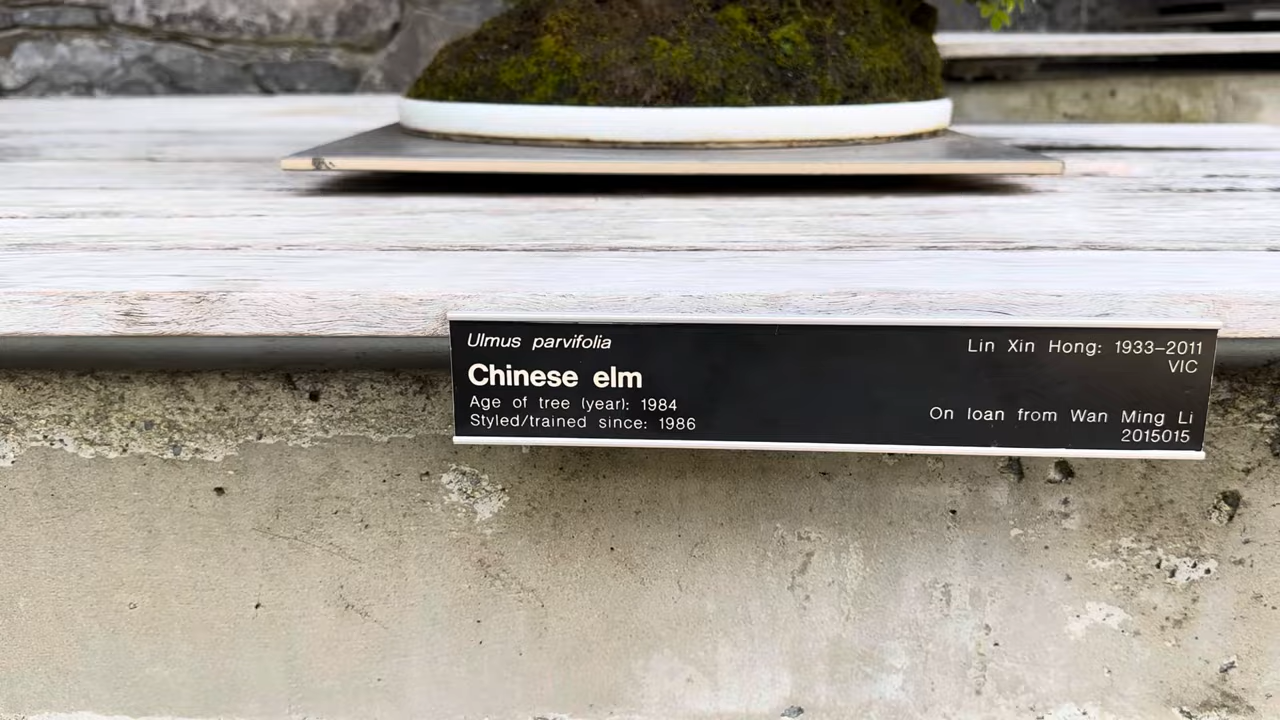 Ulmus parvifolia
Chinese elm
Age of tree (year): 1984
Styled/trained since: 1986
Lin Xin Hong: 1933–2011
VIC
On loan from Wan Ming Li
2015015